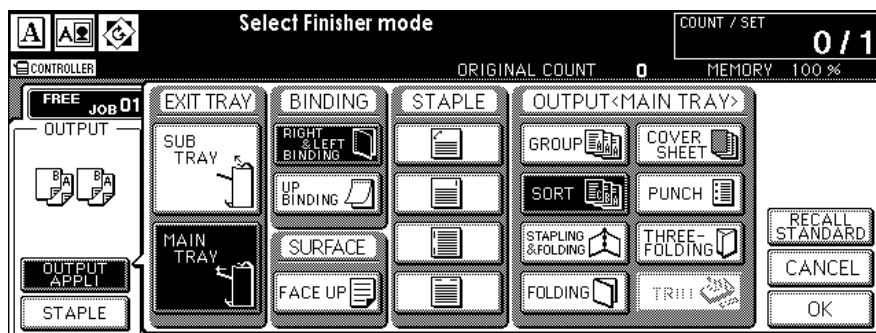 A A
Select Finisher mode
COUNT / SET
0 / 1
CONTROLLER
ORIGINAL COUNT 0 MEMORY 100 %
FREE JOB 01
OUTPUT
B A B A
OUTPUT
APPLI
STAPLE
EXIT TRAY
SUB
TRAY
MAIN
TRAY
BINDING
RIGHT
&LEFT
BINDING
UP
BINDING
SURFACE
FACE UP
STAPLE
OUTPUT<MAIN TRAY>
GROUP
COVER
SHEET
SORT
PUNCH
STAPLING
&FOLDING
THREE-
FOLDING
FOLDING
TRIM
RECALL
STANDARD
CANCEL
OK